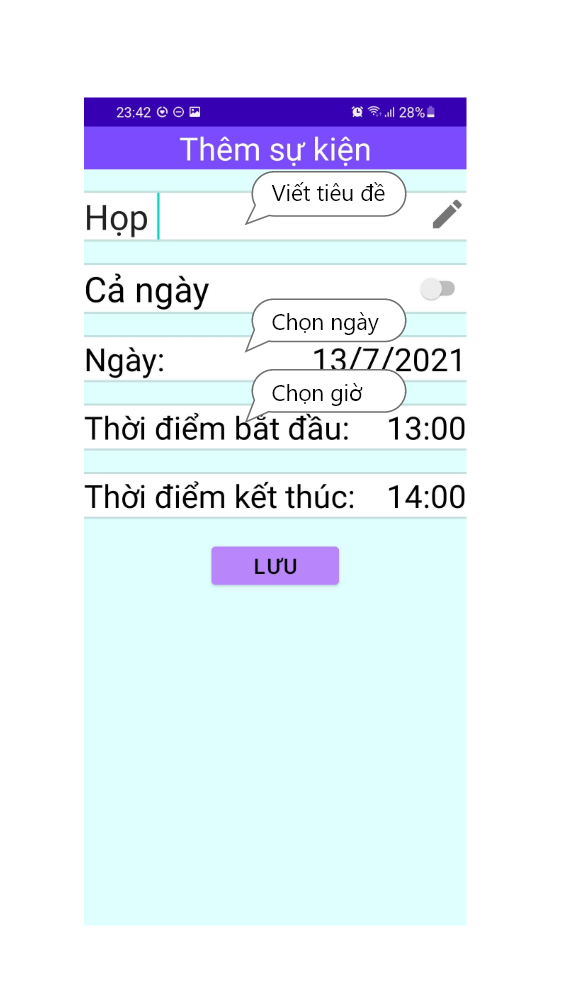 23:42 28%
Thêm sự kiện
Viết tiêu đề
Họp
Cả ngày
Chọn ngày
Ngày: 13/7/2021
Chọn giờ
Thời điểm bắt đầu: 13:00
Thời điểm kết thúc: 14:00
LƯU